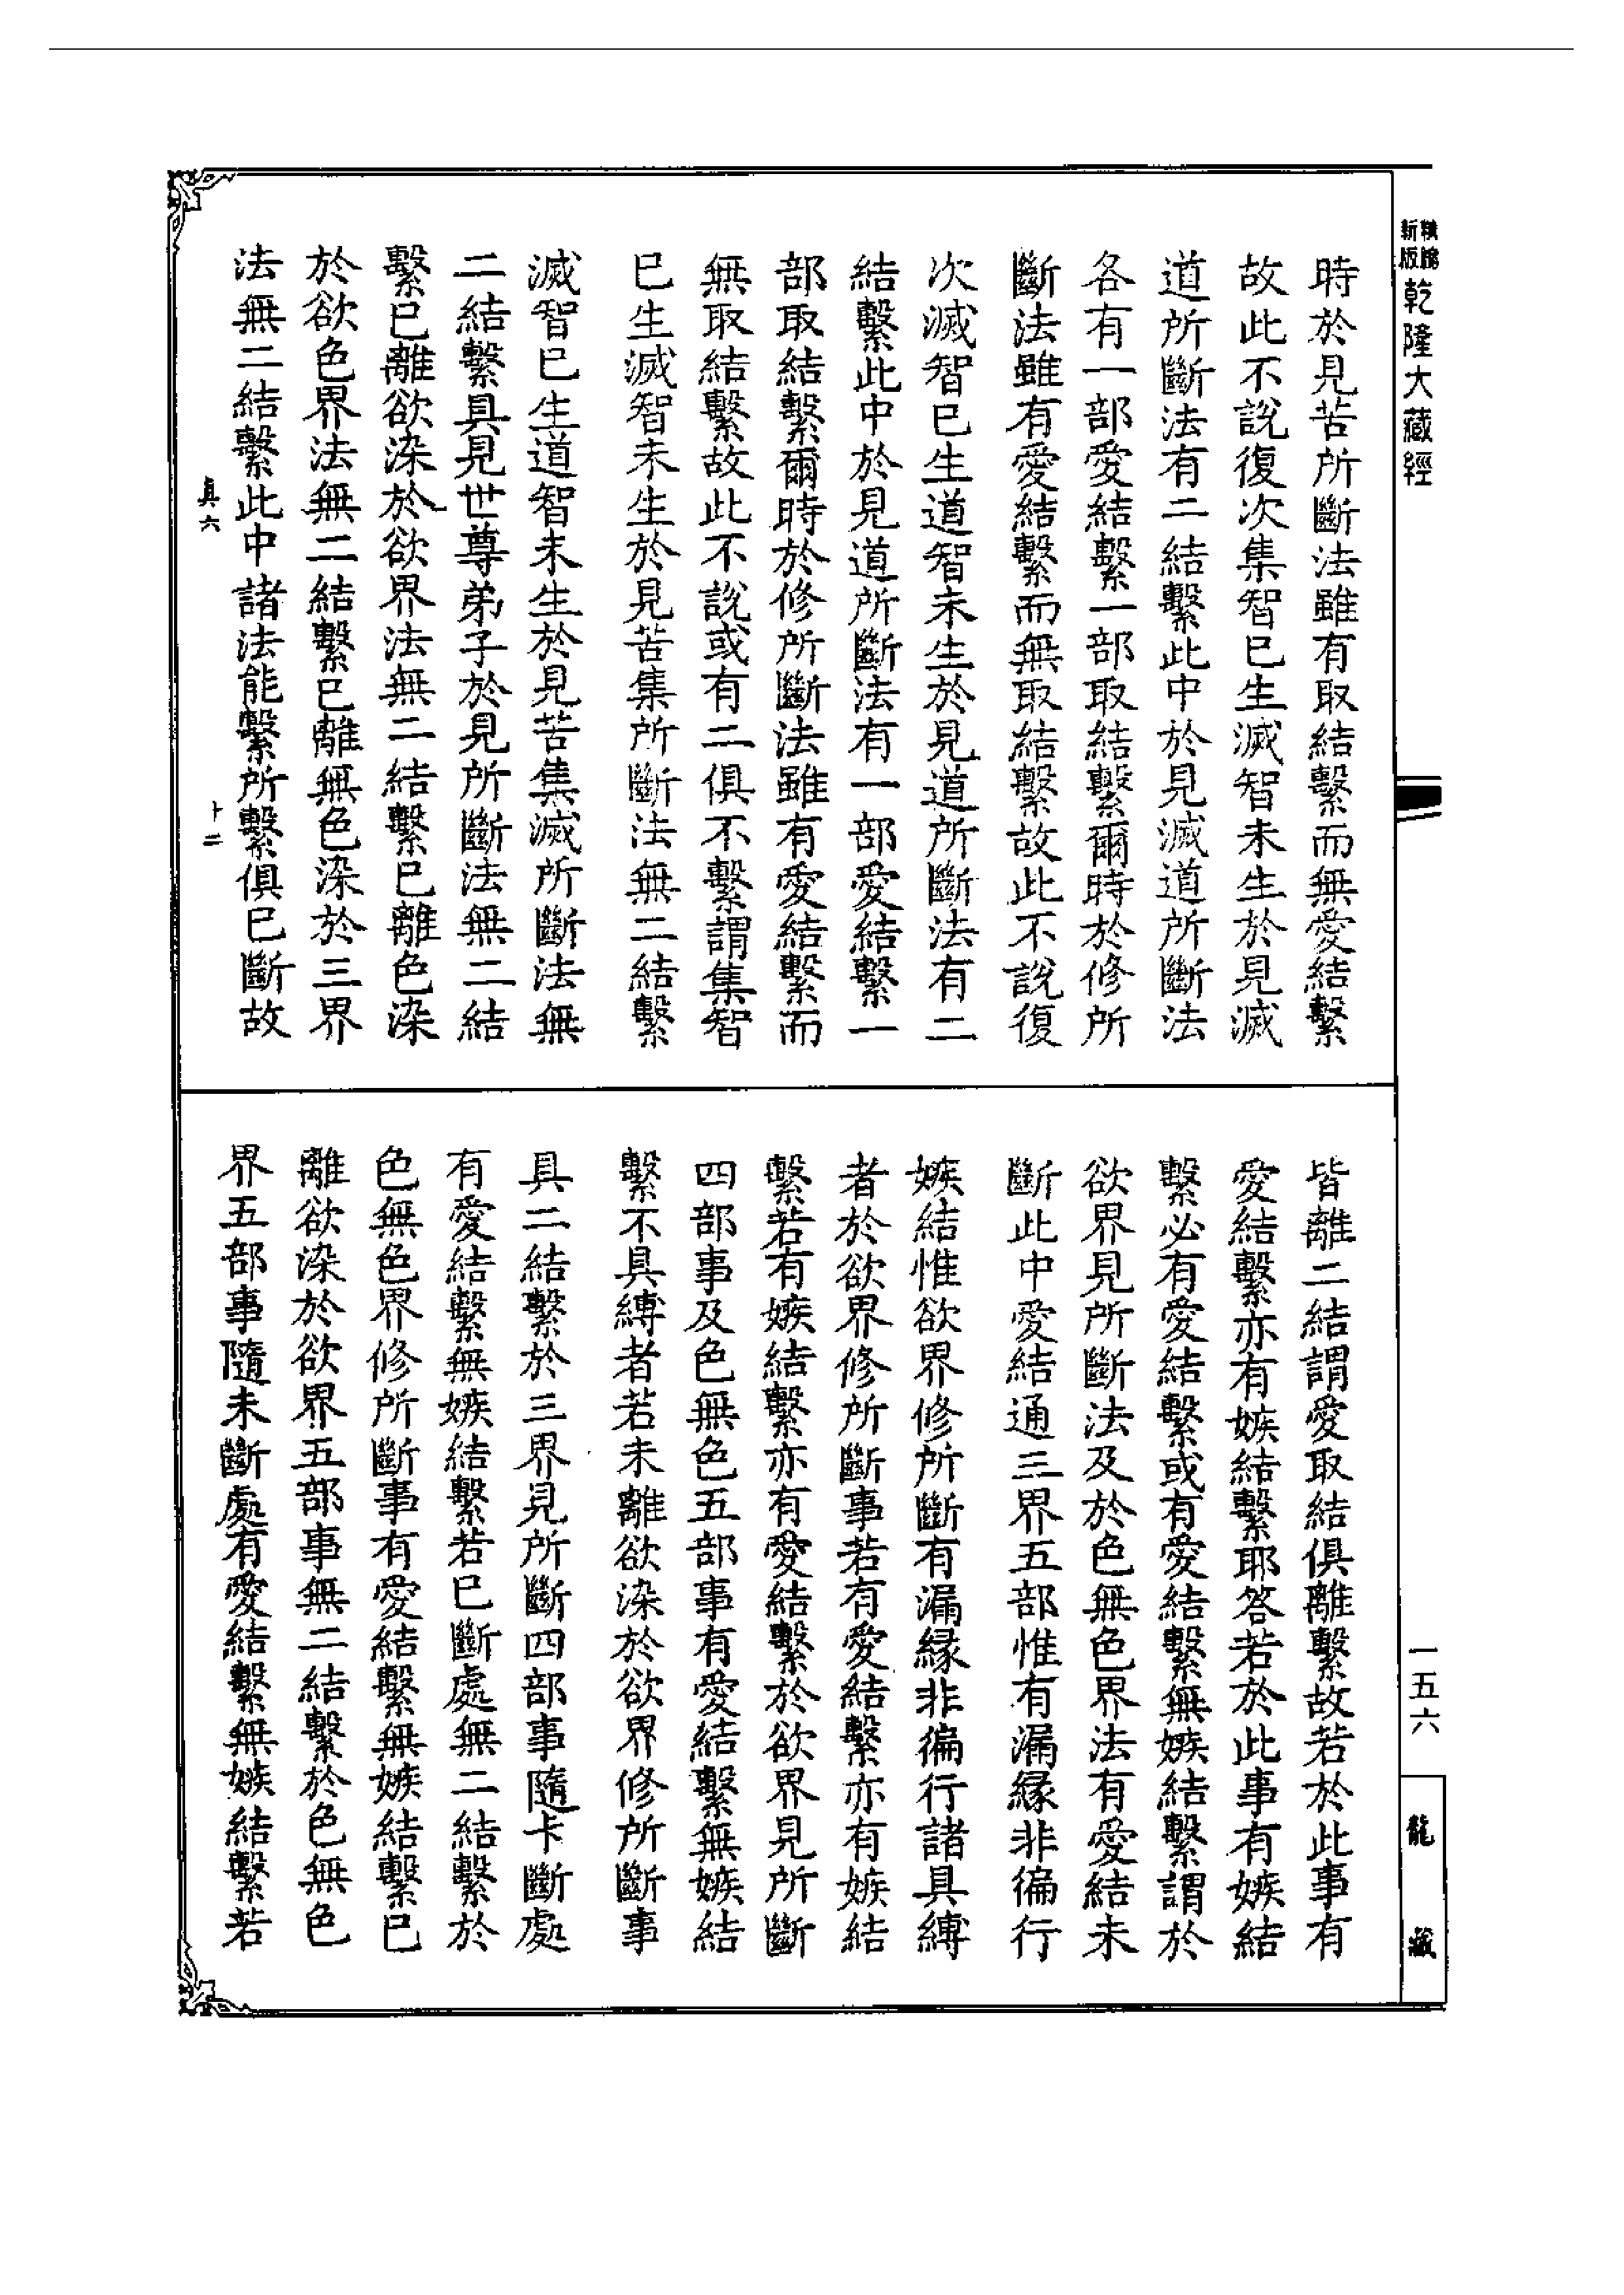 新版
乾隆大藏經
時於見苦所斷法雖有取結繫而無愛結繫
故此不說復次集智已生滅智未生於見滅
道所斷法有二結繫此中於見滅道所斷法
各有一部愛結繫一部取結繫爾時於修所
斷法雖有愛結繫而無取結繫故此不說復
次滅智已生道智未生於見道所斷法有二
結繫此中於見道所斷法有一部愛結繫一
部取結繫爾時於修所斷法雖有愛結繫而
無取結繫故此不說或有二俱不繫謂集智
已生滅智未生於見苦集所斷法無二結繫
滅智已生道智未生於見苦集滅所斷法無
二結繫具見世尊弟子於見所斷法無二結
繫已離欲染於欲界法無二結繫已離色染
於欲色界法無二結繫已離無色染於三界
法無二結繫此中諸法能繫所繫俱已斷故
真六
十二
皆離二結謂愛取結俱離繫故若於此事有
愛結繫亦有嫉結繫耶答若於此事有嫉結
繫必有愛結繫或有愛結繫無嫉結繫謂於
欲界見所斷法及於色無色界法有愛結未
斷此中愛結通三界五部惟有漏緣非徧行
嫉結惟欲界修所斷有漏緣非徧行諸具縛
者於欲界修所斷事若有愛結繫亦有嫉結
繫若有嫉結繫亦有愛結繫於欲界見所斷
四部事及色無色五部事有愛結繫無嫉結
繫不具縛者若未離欲染於欲界修所斷事
具二結繫於三界見所斷四部事隨未斷處
有愛結繫無嫉結繫若已斷處無二結繫於
色無色界修所斷事有愛結繫無嫉結繫已
離欲染於欲界五部事無二結繫於色無色
界五部事隨未斷處有愛結繫無嫉結繫若
一五六
龍藏